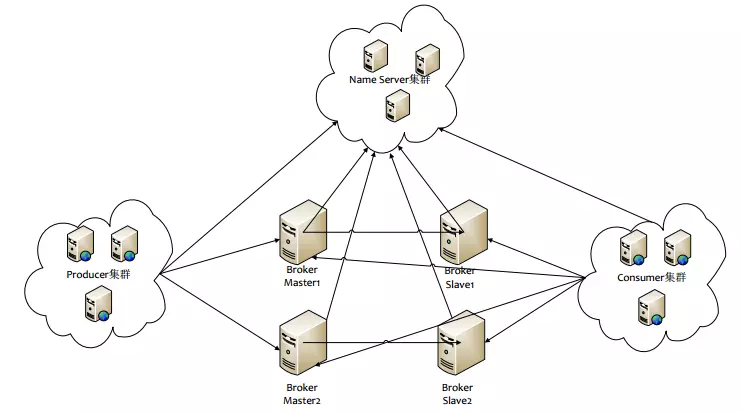 Name Server集群
Producer集群
Broker
Master1
Broker
Slave1
Consumer集群
Broker
Master2
Broker
Slave2